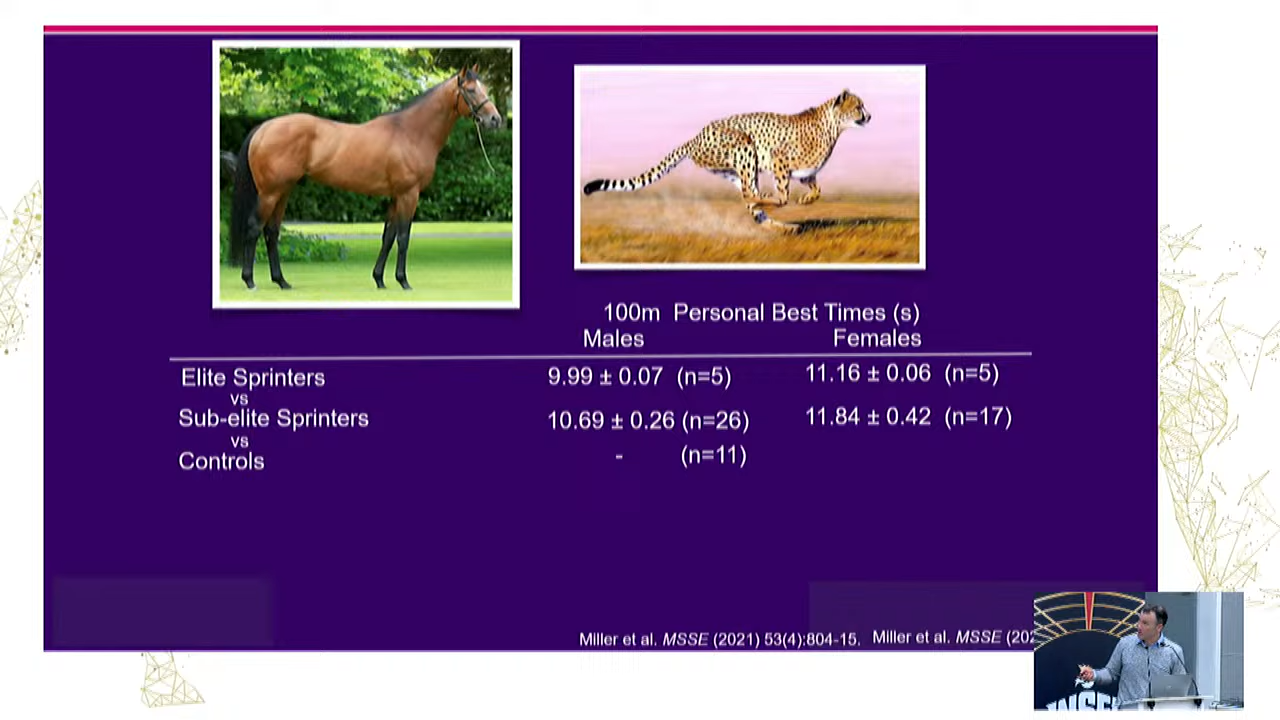 100m Personal Best Times (s)
Males Females
Elite Sprinters 9.99 ± 0.07 (n=5) 11.16 ± 0.06 (n=5)
vs
Sub-elite Sprinters 10.69 ± 0.26 (n=26) 11.84 ± 0.42 (n=17)
vs
Controls - (n=11)
Miller et al. MSSE (2021) 53(4):804-15. Miller et al. MSSE (202
INSEP